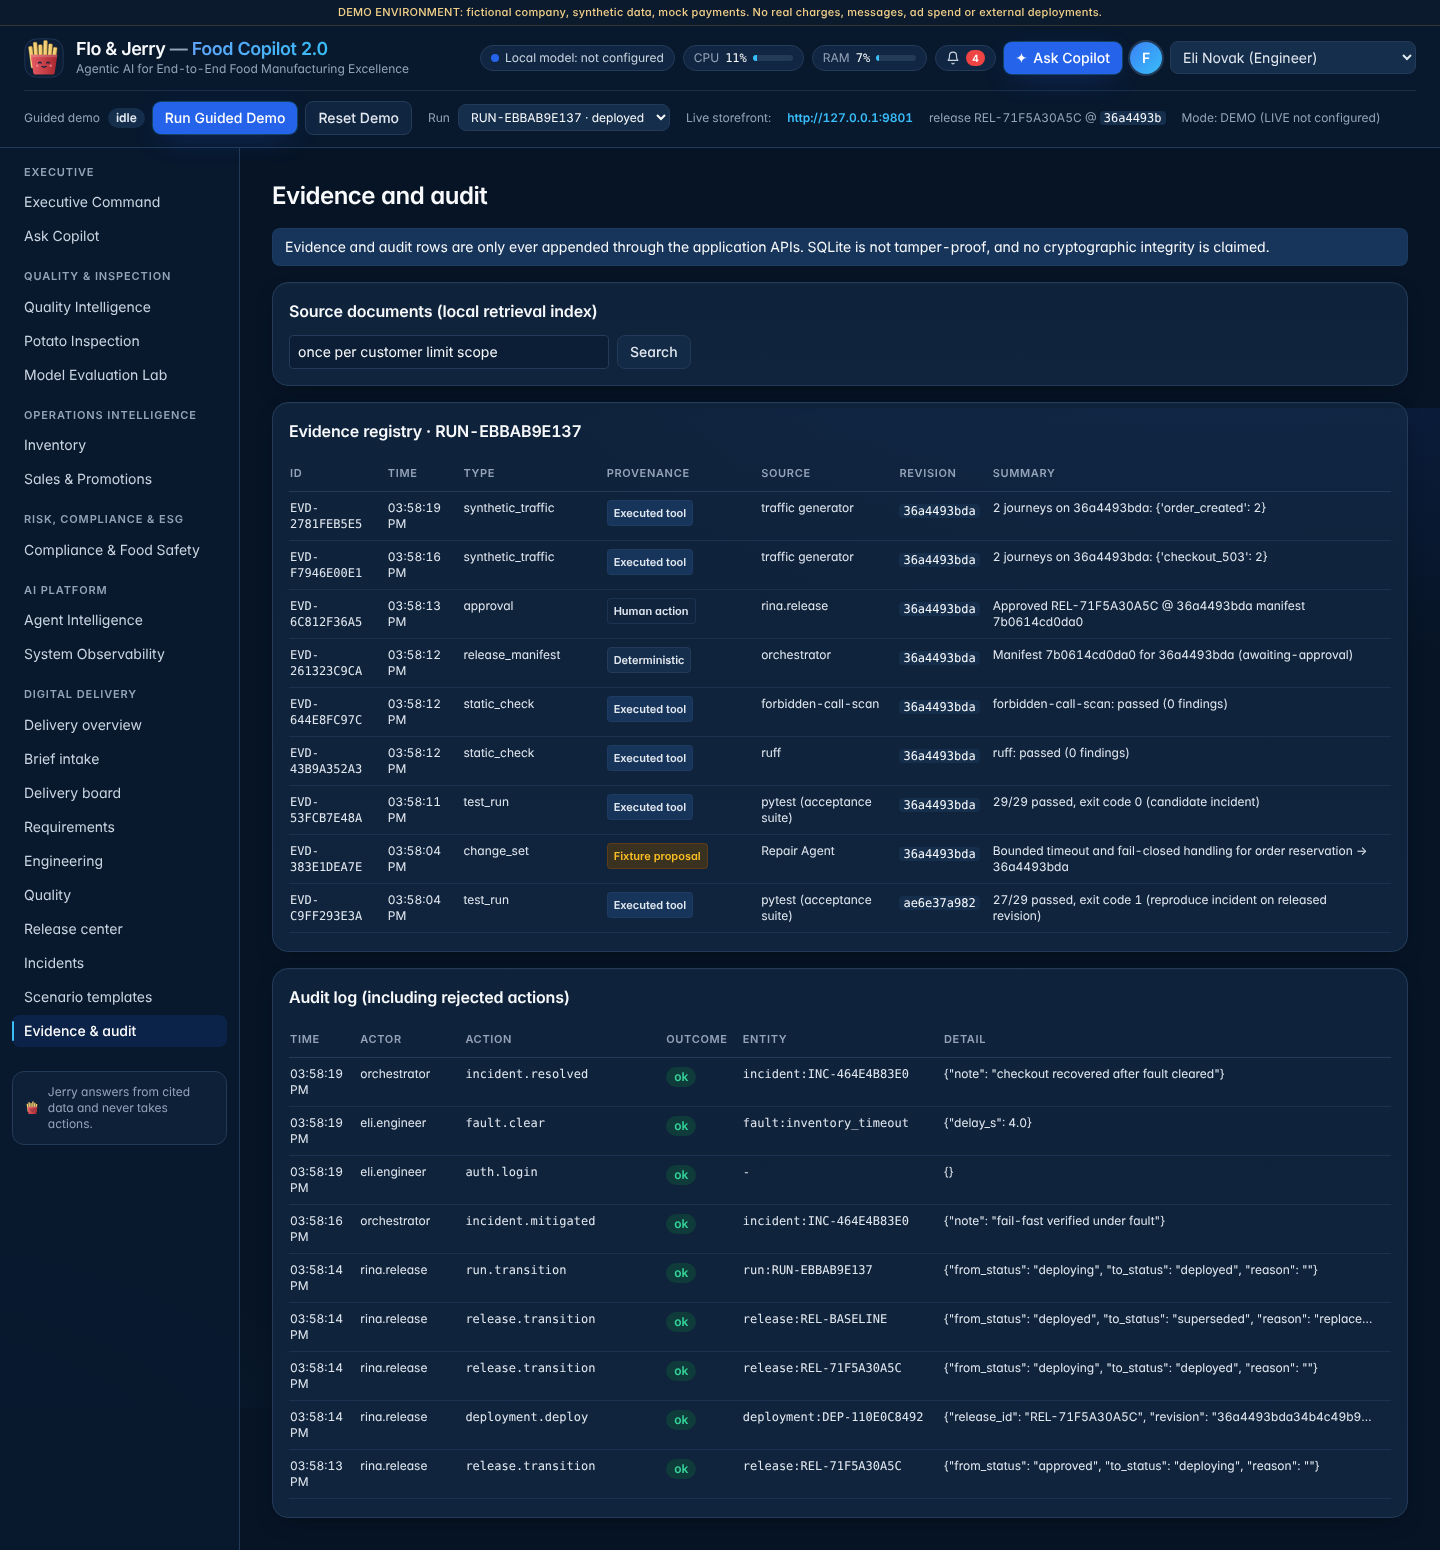 DEMO ENVIRONMENT: fictional company, synthetic data, mock payments. No real charges, messages, ad spend or external deployments.
Flo & Jerry — Food Copilot 2.0
Agentic AI for End-to-End Food Manufacturing Excellence
Local model: not configured
CPU 11%
RAM 7%
4
✦ Ask Copilot
F
Eli Novak (Engineer)
Guided demo idle
Run Guided Demo
Reset Demo
Run RUN-EBBAB9E137 · deployed
Live storefront: http://127.0.0.1:9801 release REL-71F5A30A5C @ 36a4493b Mode: DEMO (LIVE not configured)
EXECUTIVE
Executive Command
Ask Copilot
QUALITY & INSPECTION
Quality Intelligence
Potato Inspection
Model Evaluation Lab
OPERATIONS INTELLIGENCE
Inventory
Sales & Promotions
RISK, COMPLIANCE & ESG
Compliance & Food Safety
AI PLATFORM
Agent Intelligence
System Observability
DIGITAL DELIVERY
Delivery overview
Brief intake
Delivery board
Requirements
Engineering
Quality
Release center
Incidents
Scenario templates
Evidence & audit
Jerry answers from cited
data and never takes
actions.
Evidence and audit
Evidence and audit rows are only ever appended through the application APIs. SQLite is not tamper-proof, and no cryptographic integrity is claimed.
Source documents (local retrieval index)
once per customer limit scope
Search
Evidence registry · RUN-EBBAB9E137
ID TIME TYPE PROVENANCE SOURCE REVISION SUMMARY
EVD-2781FEB5E5 03:58:19 PM synthetic_traffic Executed tool traffic generator 36a4493bda 2 journeys on 36a4493bda: {'order_created': 2}
EVD-F7946E00E1 03:58:16 PM synthetic_traffic Executed tool traffic generator 36a4493bda 2 journeys on 36a4493bda: {'checkout_503': 2}
EVD-6C812F36A5 03:58:13 PM approval Human action rina.release 36a4493bda Approved REL-71F5A30A5C @ 36a4493bda manifest 7b0614cd0da0
EVD-261323C9CA 03:58:12 PM release_manifest Deterministic orchestrator 36a4493bda Manifest 7b0614cd0da0 for 36a4493bda (awaiting-approval)
EVD-644E8FC97C 03:58:12 PM static_check Executed tool forbidden-call-scan 36a4493bda forbidden-call-scan: passed (0 findings)
EVD-43B9A352A3 03:58:12 PM static_check Executed tool ruff 36a4493bda ruff: passed (0 findings)
EVD-53FCB7E48A 03:58:11 PM test_run Executed tool pytest (acceptance suite) 36a4493bda 29/29 passed, exit code 0 (candidate incident)
EVD-383E1DEA7E 03:58:04 PM change_set Fixture proposal Repair Agent 36a4493bda Bounded timeout and fail-closed handling for order reservation → 36a4493bda
EVD-C9FF293E3A 03:58:04 PM test_run Executed tool pytest (acceptance suite) ae6e37a982 27/29 passed, exit code 1 (reproduce incident on released revision)
Audit log (including rejected actions)
TIME ACTOR ACTION OUTCOME ENTITY DETAIL
03:58:19 PM orchestrator incident.resolved ok incident:INC-464E4B83E0 {"note": "checkout recovered after fault cleared"}
03:58:19 PM eli.engineer fault.clear ok fault:inventory_timeout {"delay_s": 4.0}
03:58:19 PM eli.engineer auth.login ok - {}
03:58:16 PM orchestrator incident.mitigated ok incident:INC-464E4B83E0 {"note": "fail-fast verified under fault"}
03:58:14 PM rina.release run.transition ok run:RUN-EBBAB9E137 {"from_status": "deploying", "to_status": "deployed", "reason": ""}
03:58:14 PM rina.release release.transition ok release:REL-BASELINE {"from_status": "deployed", "to_status": "superseded", "reason": "replace...
03:58:14 PM rina.release release.transition ok release:REL-71F5A30A5C {"from_status": "deploying", "to_status": "deployed", "reason": ""}
03:58:14 PM rina.release deployment.deploy ok deployment:DEP-110E0C8492 {"release_id": "REL-71F5A30A5C", "revision": "36a4493bda34b4c49b9...
03:58:13 PM rina.release release.transition ok release:REL-71F5A30A5C {"from_status": "approved", "to_status": "deploying", "reason": ""}